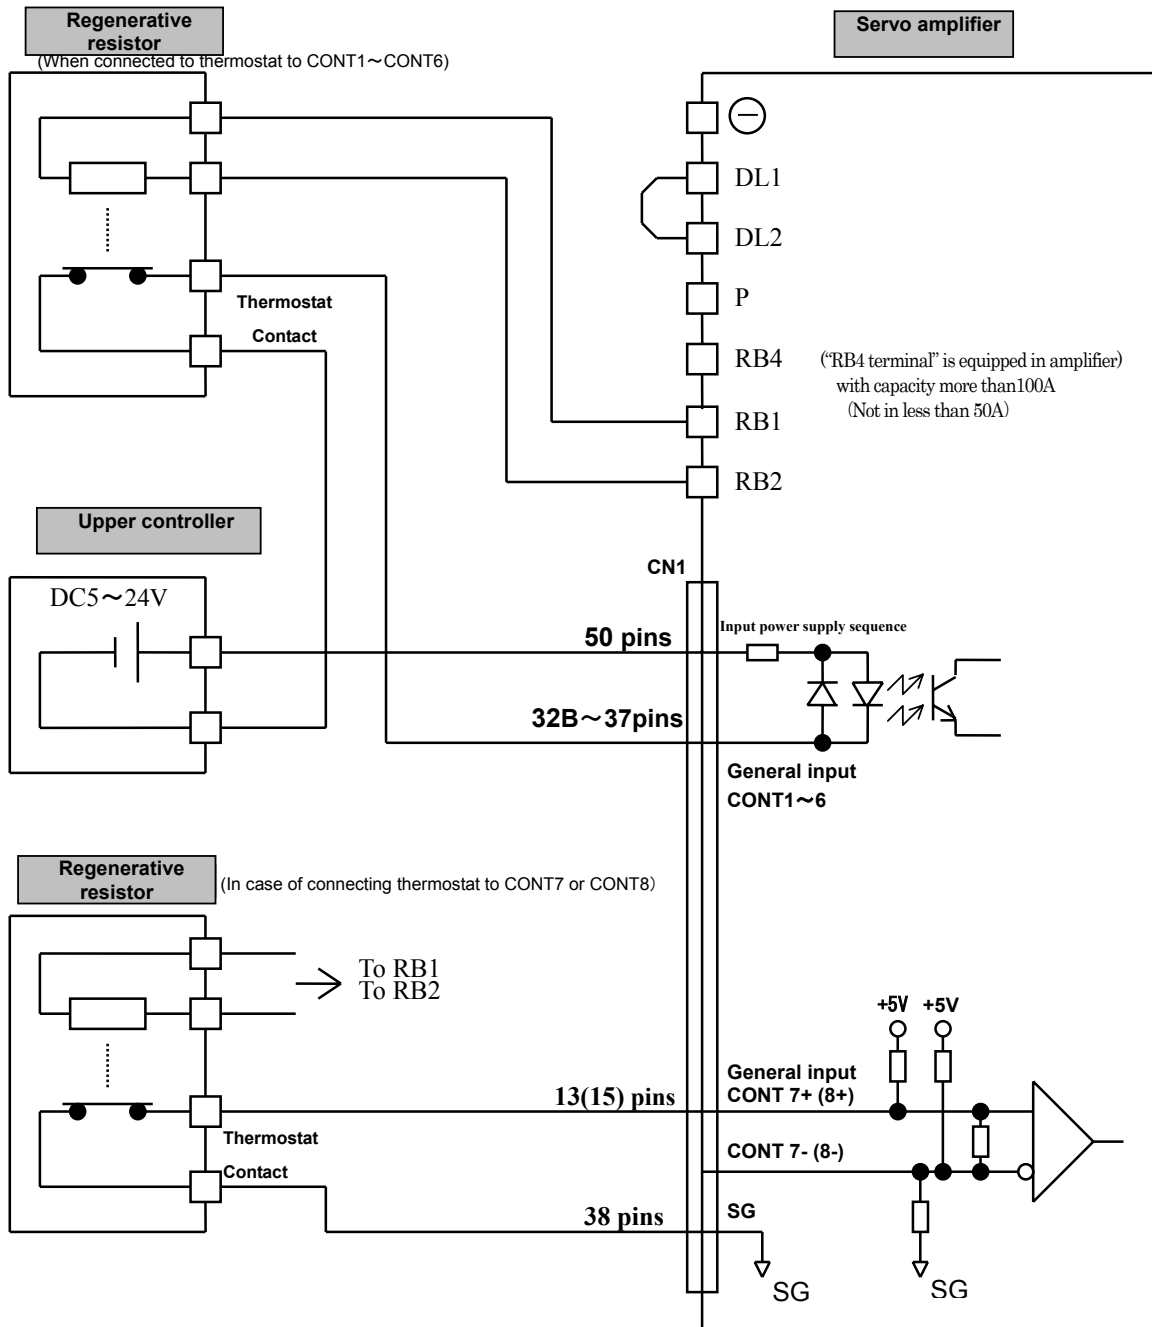 Regenerative
resistor
(When connected to thermostat to CONT1～CONT6)
Servo amplifier
DL1
DL2
P
RB4
(“RB4 terminal” is equipped in amplifier)
with capacity more than100A
(Not in less than 50A)
RB1
RB2
Thermostat
Contact
Upper controller
DC5～24V
CN1
50 pins
Input power supply sequence
32B～37pins
General input
CONT1～6
Regenerative
resistor
(In case of connecting thermostat to CONT7 or CONT8)
To RB1
To RB2
+5V +5V
13(15) pins
General input
CONT 7+ (8+)
Thermostat
Contact
CONT 7- (8-)
38 pins
SG
SG
SG